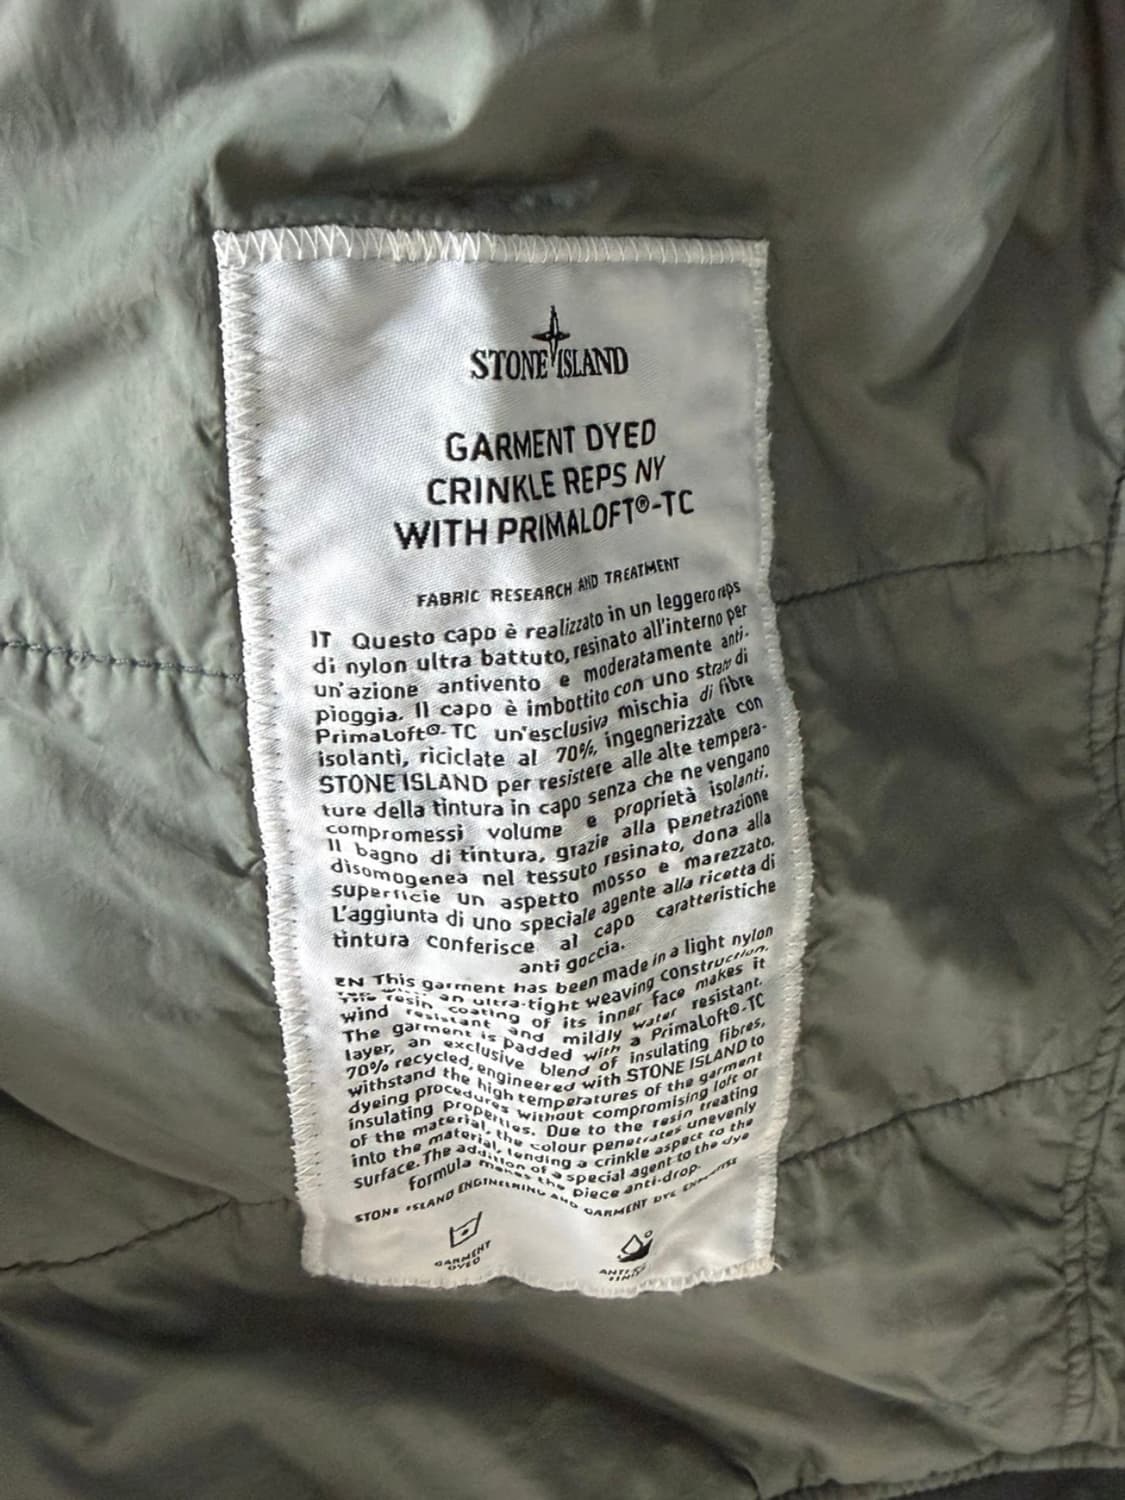 STONE ISLAND
GARMENT DYED
CRINKLE REPS NY
WITH PRIMALOFT®-TC
FABRIC RESEARCH AND TREATMENT
IT Questo capo è realizzato in un leggero reps
di nylon ultra battuto, resinato all'interno per
un'azione antivento e moderatamente anti-
pioggia. Il capo è imbottito con uno strato di
PrimaLoft®-TC un'esclusiva mischia di fibre
isolanti, riciclate al 70%, ingegnerizzate con
STONE ISLAND per resistere alle alte tempera-
ture della tintura in capo senza che ne vengano
compromessi volume e proprietà isolanti.
Il bagno di tintura, grazie alla penetrazione
disomogenea nel tessuto resinato, dona alla
superficie un aspetto mosso e marezzato.
L'aggiunta di uno speciale agente alla ricetta di
tintura conferisce al capo caratteristiche
anti goccia.
EN This garment has been made in a light nylon
an ultra-tight weaving construction.
The resin coating of its inner face makes it
wind resistant and mildly water resistant.
The garment is padded with a PrimaLoft®-TC
layer, an exclusive blend of insulating fibres,
70% recycled, engineered with STONE ISLAND to
withstand the high temperatures of the garment
dyeing procedures without compromising loft or
insulating properties. Due to the resin treating
of the material, the colour penetrates unevenly
into the material, lending a crinkle aspect to the
surface. The addition of a special agent to the dye
formula makes the piece anti-drop.
STONE ISLAND ENGINEERING AND GARMENT DYE EXPERTISE
GARMENT
DYED